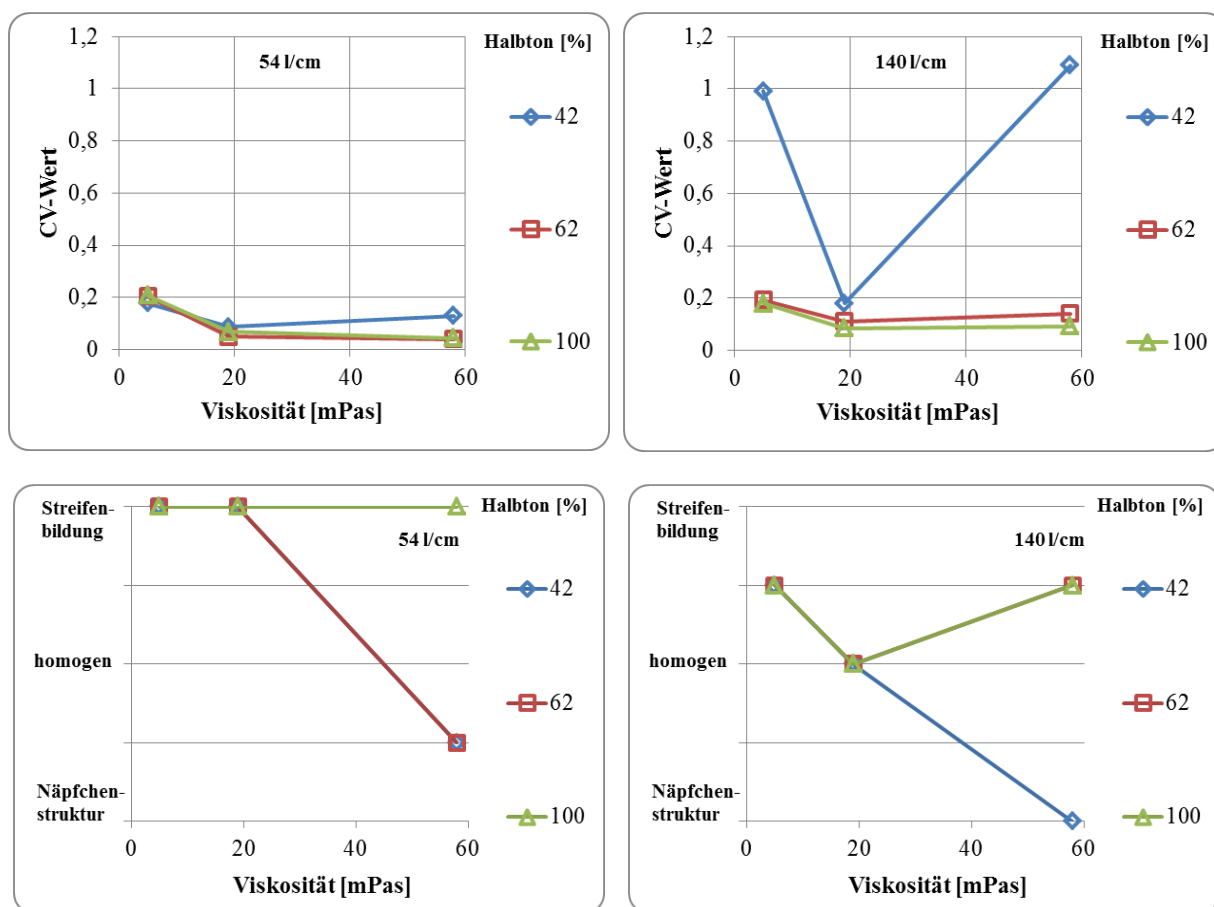 1,2
1
0,8
0,6
0,4
0,2
0
CV-Wert
54 l/cm
0 20 40 60
Viskosität [mPas]
Halbton [%]
42
62
100
1,2
1
0,8
0,6
0,4
0,2
0
CV-Wert
140 l/cm
0 20 40 60
Viskosität [mPas]
Halbton [%]
42
62
100
Streifen-
bildung
homogen
Näpfchen-
struktur
54 l/cm
0 20 40 60
Viskosität [mPas]
Halbton [%]
42
62
100
Streifen-
bildung
homogen
Näpfchen-
struktur
140 l/cm
0 20 40 60
Viskosität [mPas]
Halbton [%]
42
62
100